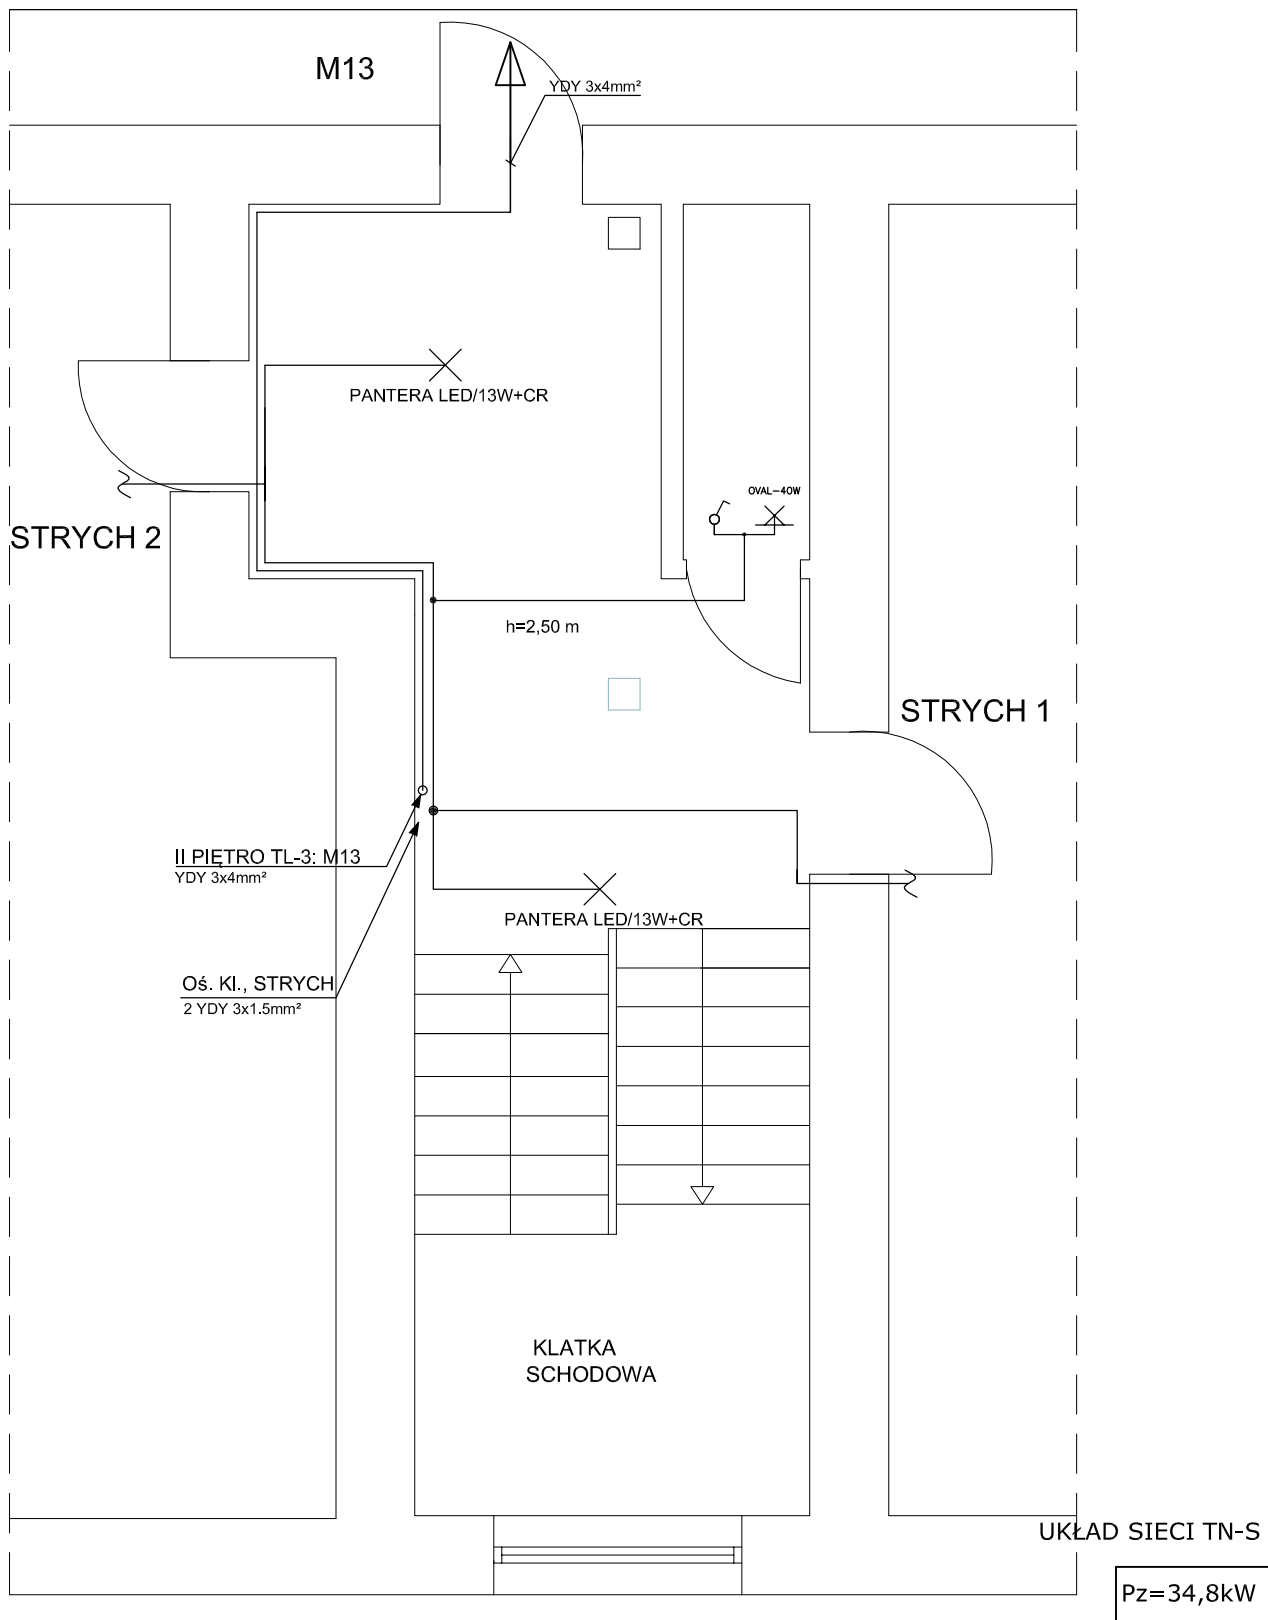 M13
YDY 3x4mm²
PANTERA LED/13W+CR
OVAL-40W
STRYCH 2
h=2,50 m
STRYCH 1
II PIĘTRO TL-3: M13
YDY 3x4mm²
PANTERA LED/13W+CR
Oś. Kl., STRYCH
2 YDY 3x1.5mm²
KLATKA
SCHODOWA
UKŁAD SIECI TN-S
Pz=34,8kW